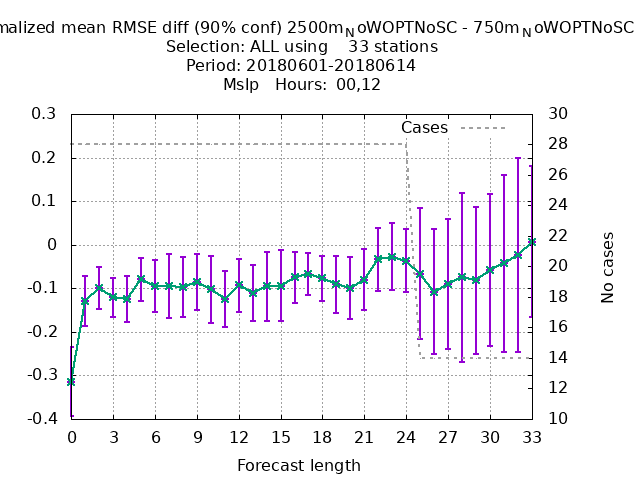 malized mean RMSE diff (90% conf) 2500mNoWOPTNoSC - 750mNoWOPTNoSC
Selection: ALL using 33 stations
Period: 20180601-20180614
Mslp Hours: 00,12
Cases
0.3
0.2
0.1
0
-0.1
-0.2
-0.3
-0.4
30
28
26
24
22
20
18
16
14
12
10
No cases
0 3 6 9 12 15 18 21 24 27 30 33
Forecast length